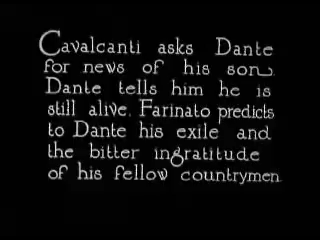 Cavalcanti asks Dante
for news of his son.
Dante tells him he is
still alive. Farinato predicts
to Dante his exile and
the bitter ingratitude
of his fellow countrymen.